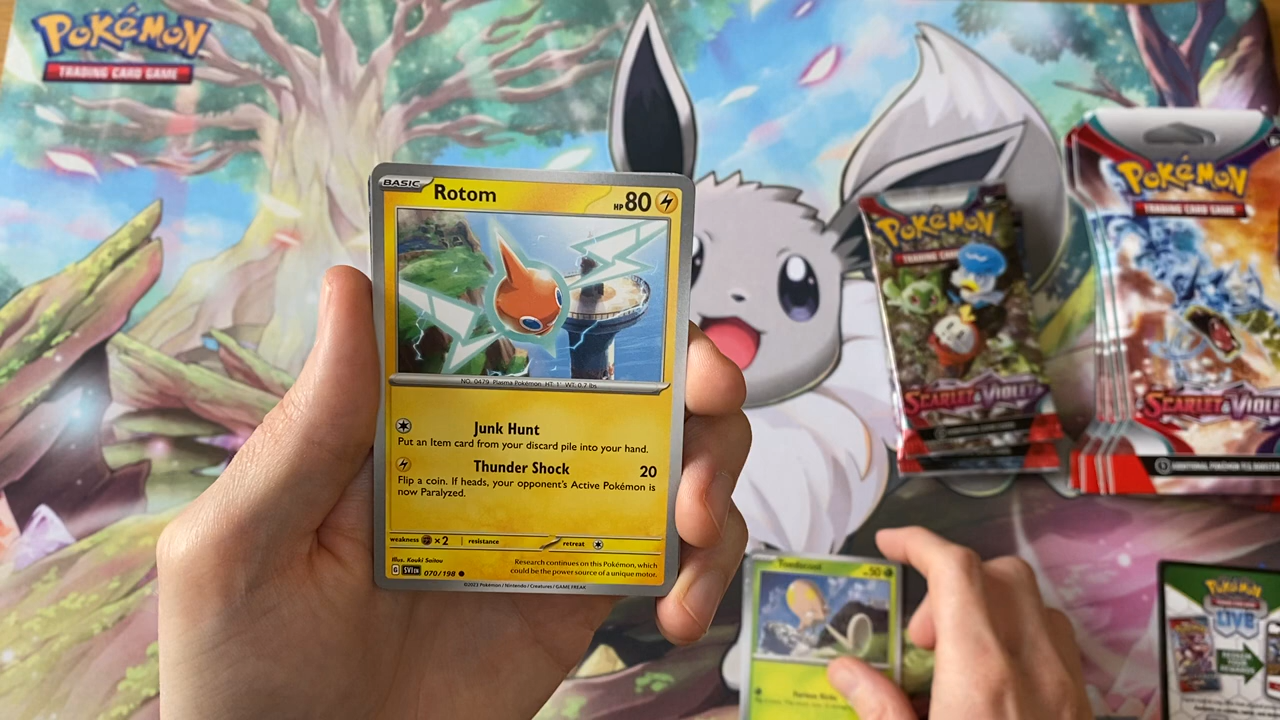 POKéMON
TRADING CARD GAME
BASIC
Rotom
HP 80
NO. 0479 Plasma Pokémon HT: 1' WT: 0.7 lbs
Junk Hunt
Put an Item card from your discard pile into your hand.
Thunder Shock 20
Flip a coin. If heads, your opponent's Active Pokémon is
now Paralyzed.
weakness ×2 resistance retreat
Illus. Kouki Saitou
Research continues on this Pokémon, which
could be the power source of a unique motor.
G SVI EN 070/198
©2023 Pokémon / Nintendo / Creatures / GAME FREAK
POKéMON
TRADING CARD
SCARLET & VIOLET
POKéMON
TRADING CARD GAME
SCARLET & VIOLE
Toedscool
HP 50
POKéMON
LIVE